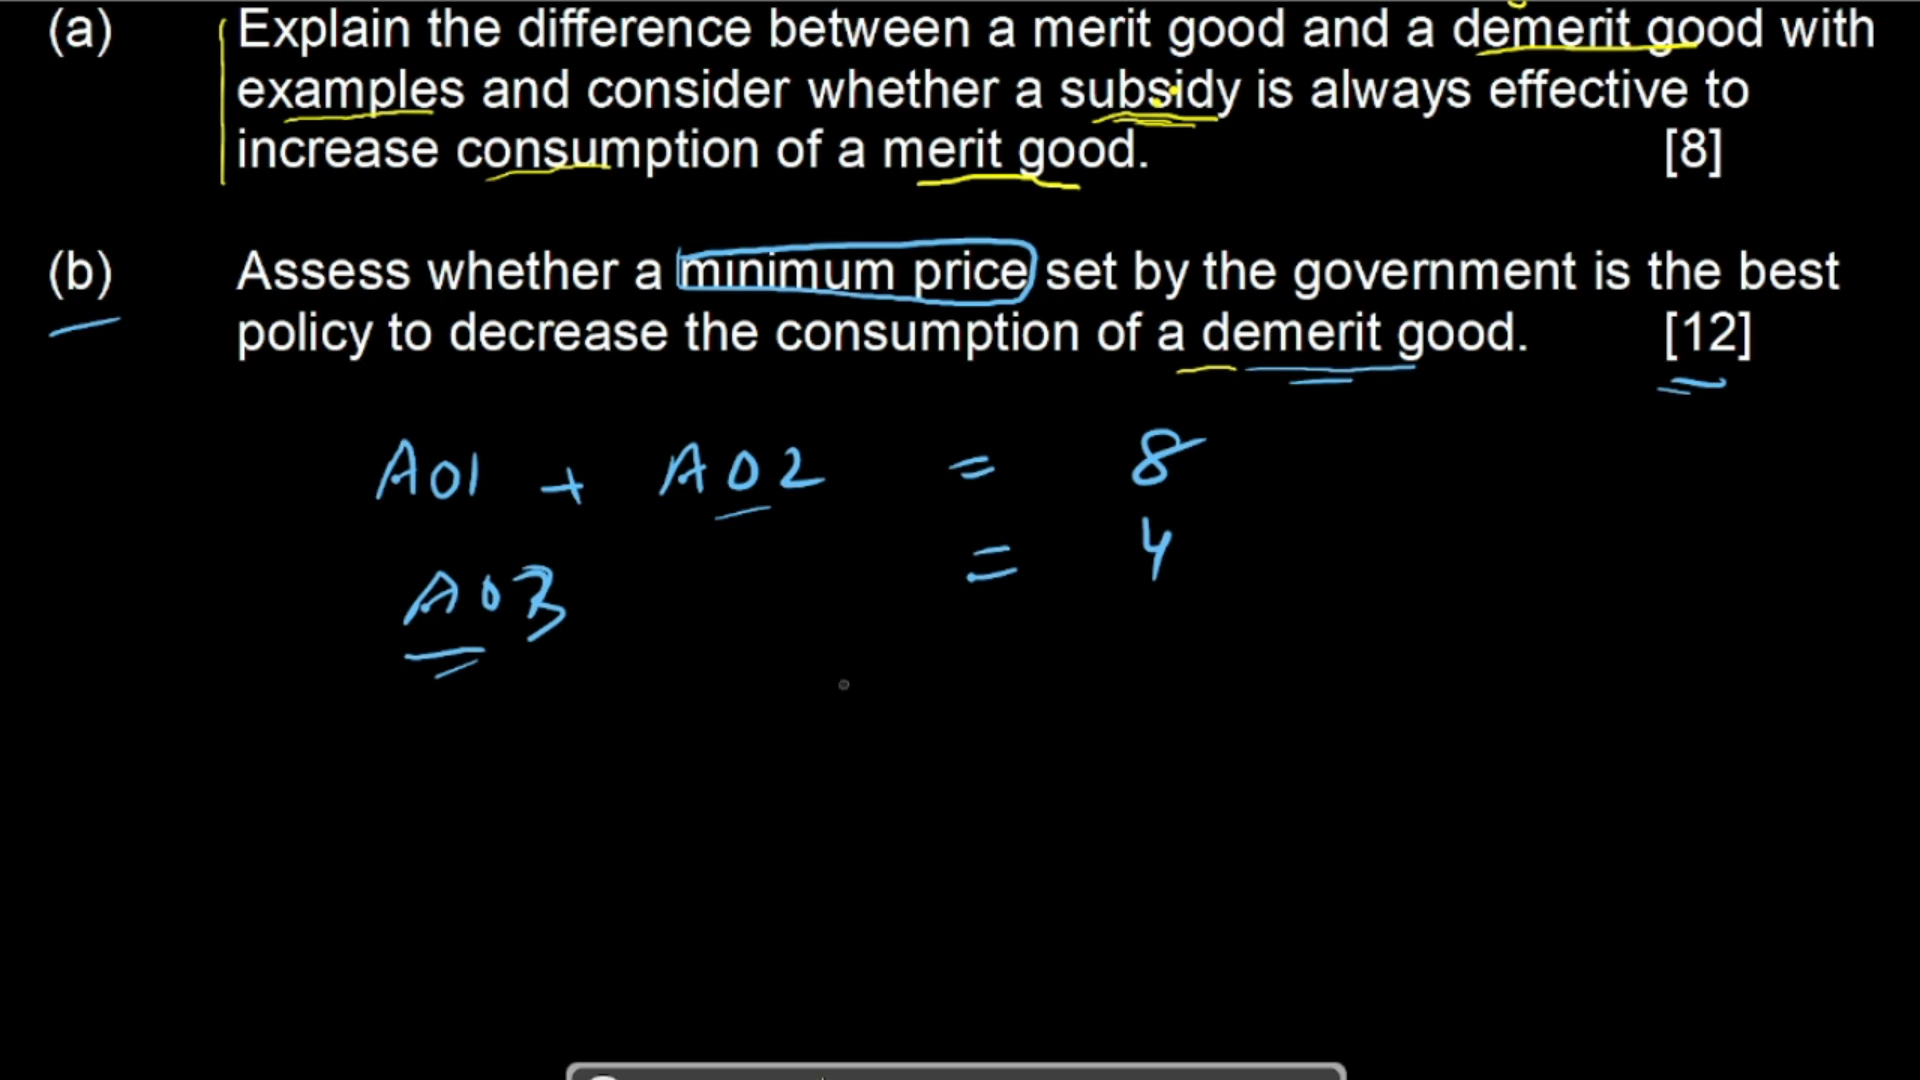 (a) Explain the difference between a merit good and a demerit good with
examples and consider whether a subsidy is always effective to
increase consumption of a merit good. [8]
(b) Assess whether a minimum price set by the government is the best
policy to decrease the consumption of a demerit good. [12]
AO1 + AO2 = 8
AO3 = 4